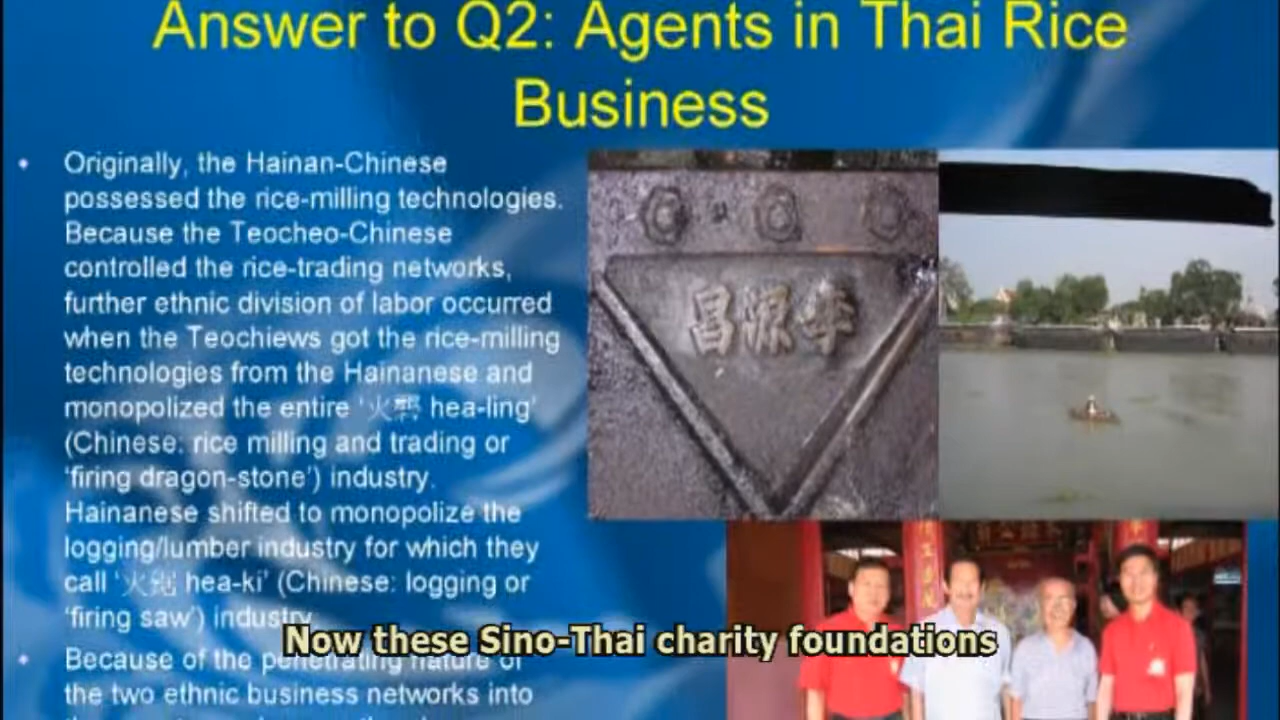 Answer to Q2: Agents in Thai Rice
Business
• Originally, the Hainan-Chinese
possessed the rice-milling technologies.
Because the Teocheo-Chinese
controlled the rice-trading networks,
further ethnic division of labor occurred
when the Teochiews got the rice-milling
technologies from the Hainanese and
monopolized the entire ‘火礱 hea-ling’
(Chinese: rice milling and trading or
‘firing dragon-stone’) industry.
Hainanese shifted to monopolize the
logging/lumber industry for which they
call ‘火 hea-ki’ (Chinese: logging or
‘firing saw’) industry.
• Because of the penetrating nature of
the two ethnic business networks into
昌源李
Now these Sino-Thai charity foundations